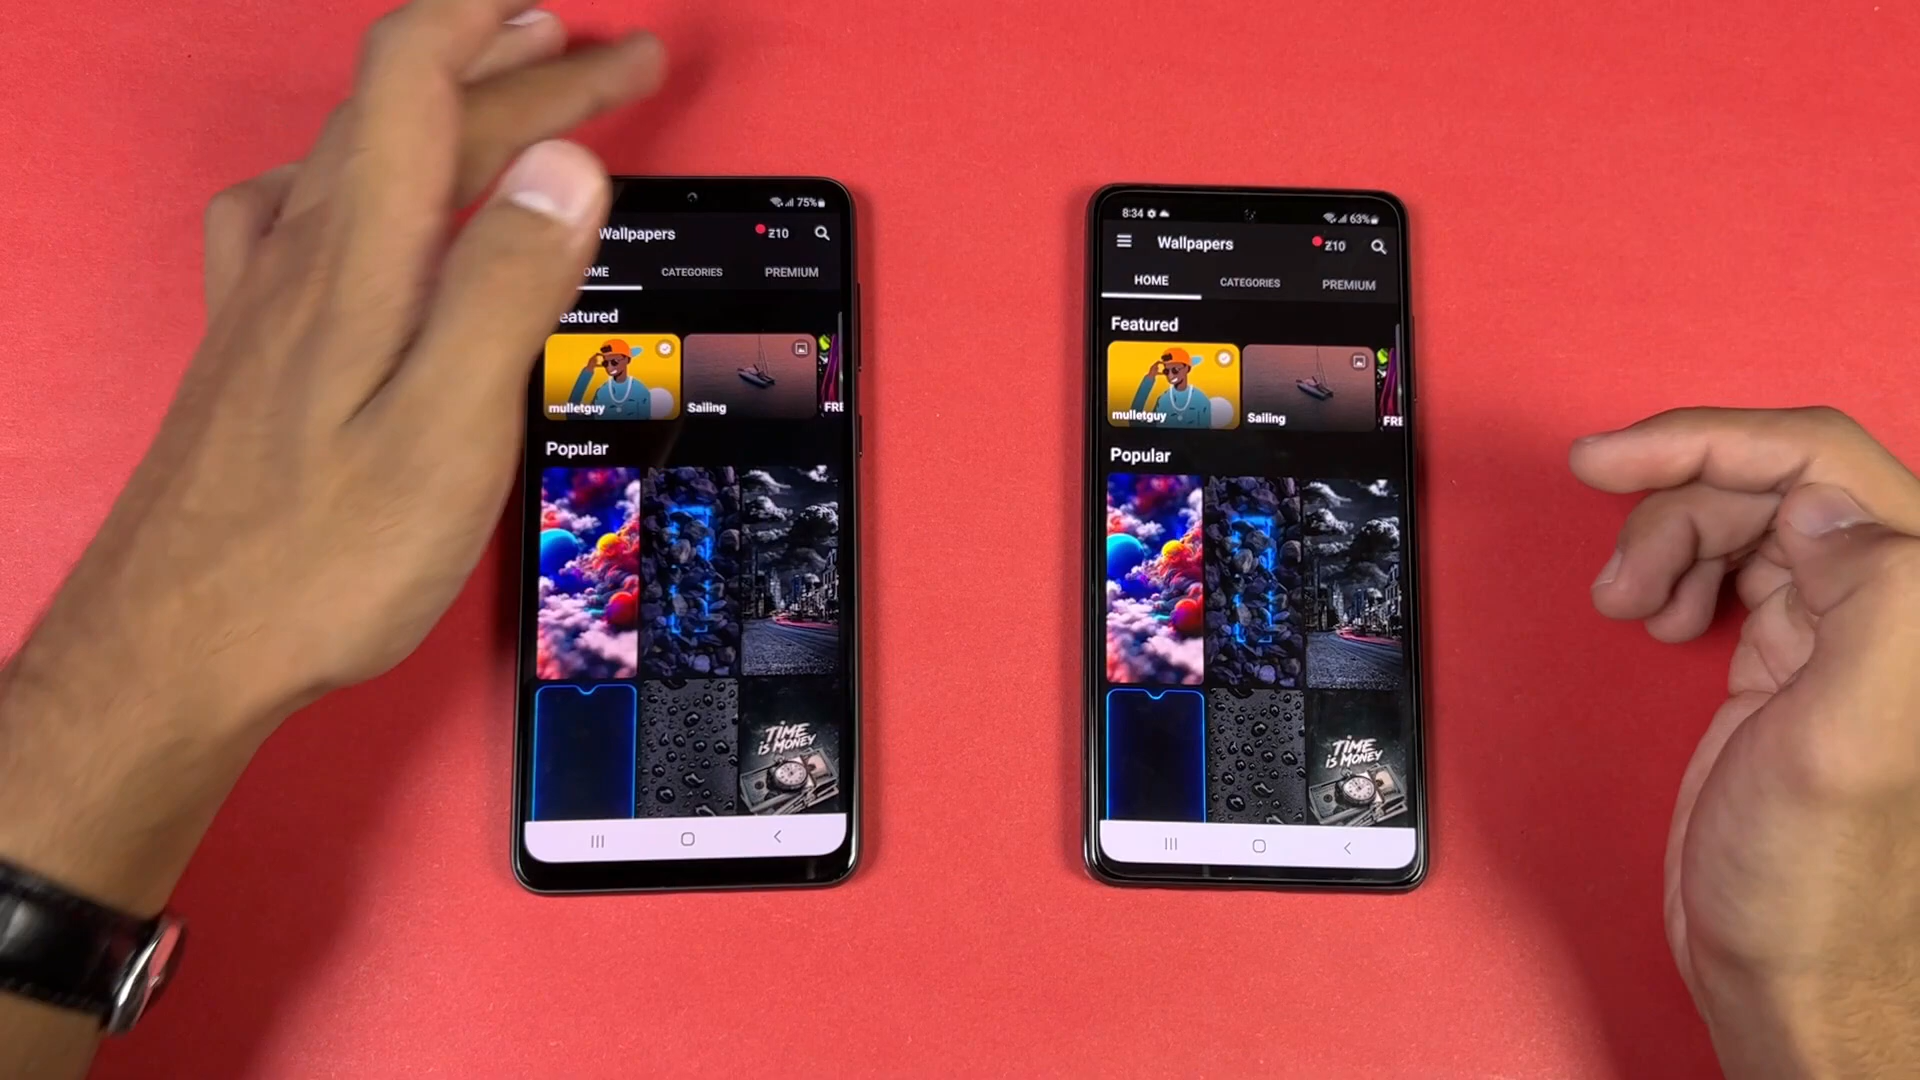 75%
Wallpapers
210
OME
CATEGORIES
PREMIUM
eatured
mulletguy
Sailing
FRE
Popular
TIME
IS MONEY
8:34
63%
Wallpapers
210
HOME
CATEGORIES
PREMIUM
Featured
mulletguy
Sailing
FRE
Popular
TIME
IS MONEY